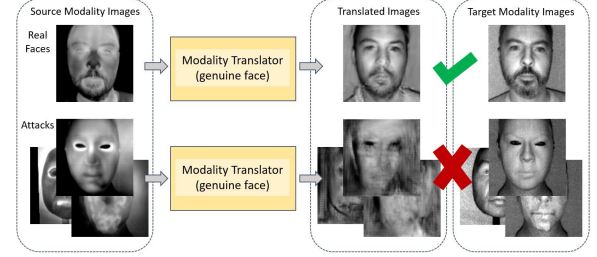 Source Modality Images
Translated Images
Target Modality Images
Real
Faces
Modality Translator
(genuine face)
Attacks
Modality Translator
(genuine face)